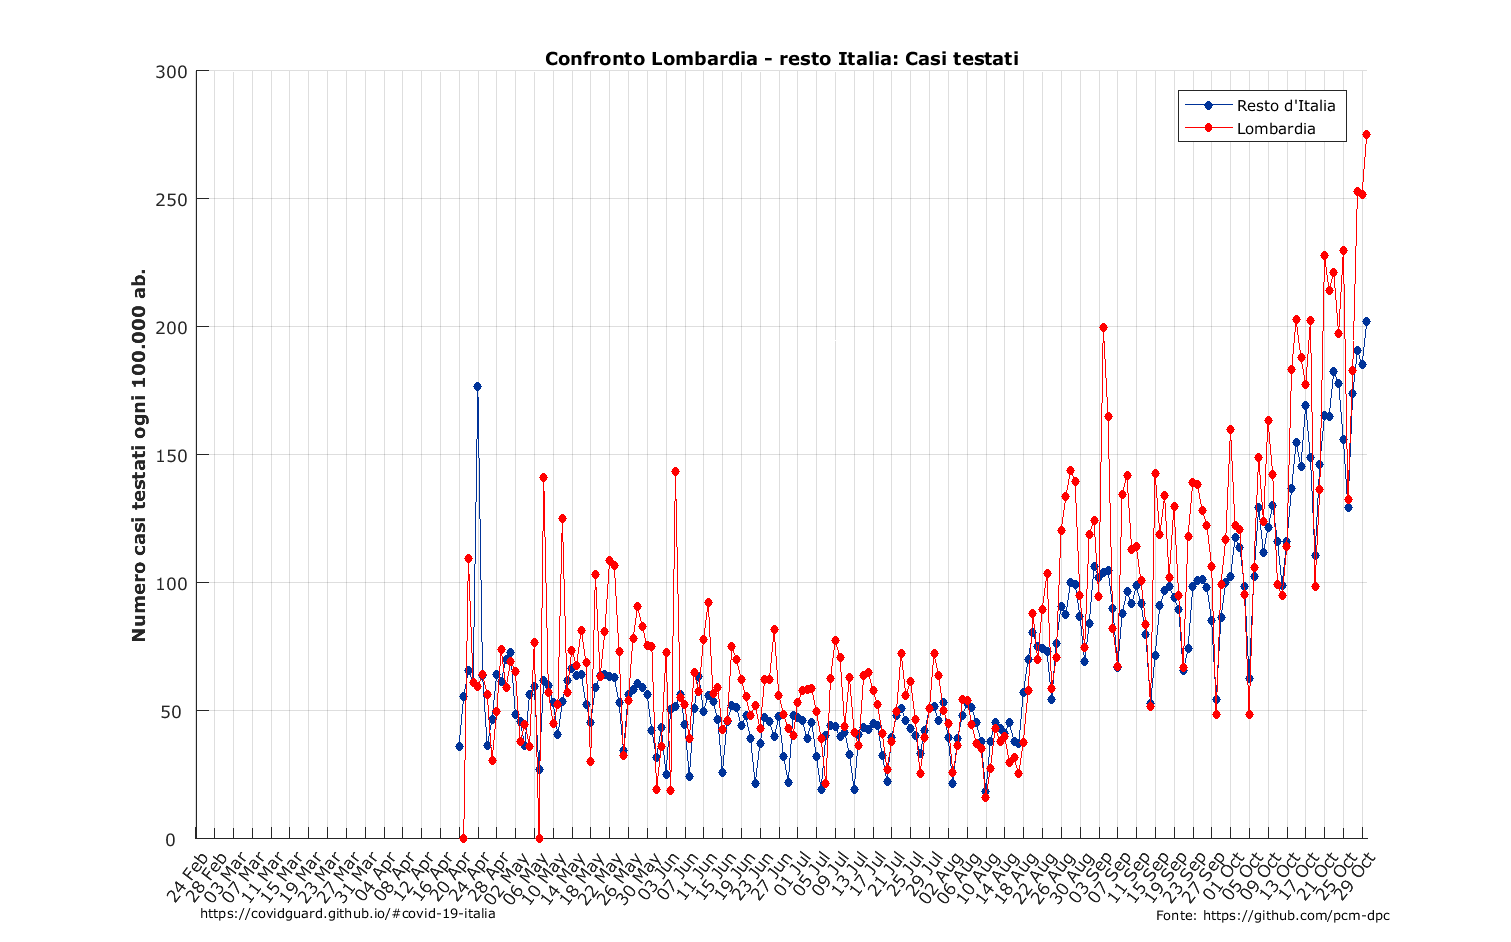 Confronto Lombardia - resto Italia: Casi testati
Resto d'Italia
Lombardia
Numero casi testati ogni 100.000 ab.
300
250
200
150
100
50
0
24 Feb
28 Feb
03 Mar
07 Mar
11 Mar
15 Mar
19 Mar
23 Mar
27 Mar
31 Mar
04 Apr
08 Apr
12 Apr
16 Apr
20 Apr
24 Apr
28 Apr
02 May
06 May
10 May
14 May
18 May
22 May
26 May
30 May
03 Jun
07 Jun
11 Jun
15 Jun
19 Jun
23 Jun
27 Jun
01 Jul
05 Jul
09 Jul
13 Jul
17 Jul
21 Jul
25 Jul
29 Jul
02 Aug
06 Aug
10 Aug
14 Aug
18 Aug
22 Aug
26 Aug
30 Aug
03 Sep
07 Sep
11 Sep
15 Sep
19 Sep
23 Sep
27 Sep
01 Oct
05 Oct
09 Oct
13 Oct
17 Oct
21 Oct
25 Oct
29 Oct
https://covidguard.github.io/#covid-19-italia
Fonte: https://github.com/pcm-dpc